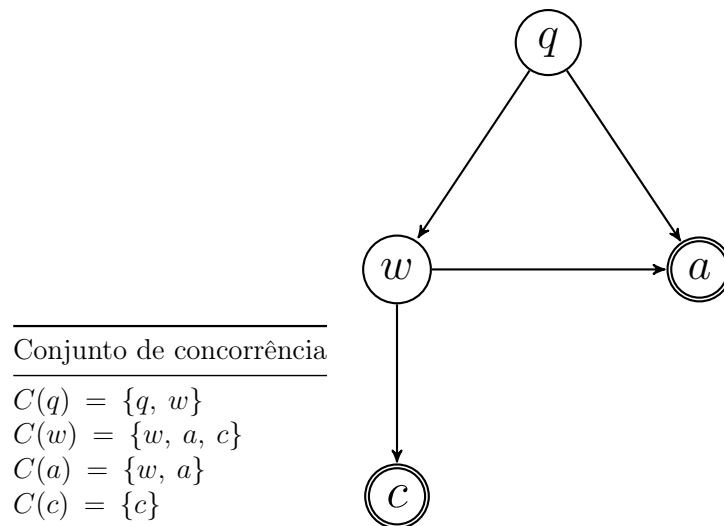 q
w
a
Conjunto de concorrência
C(q) = {q, w}
C(w) = {w, a, c}
C(a) = {w, a}
C(c) = {c}
c